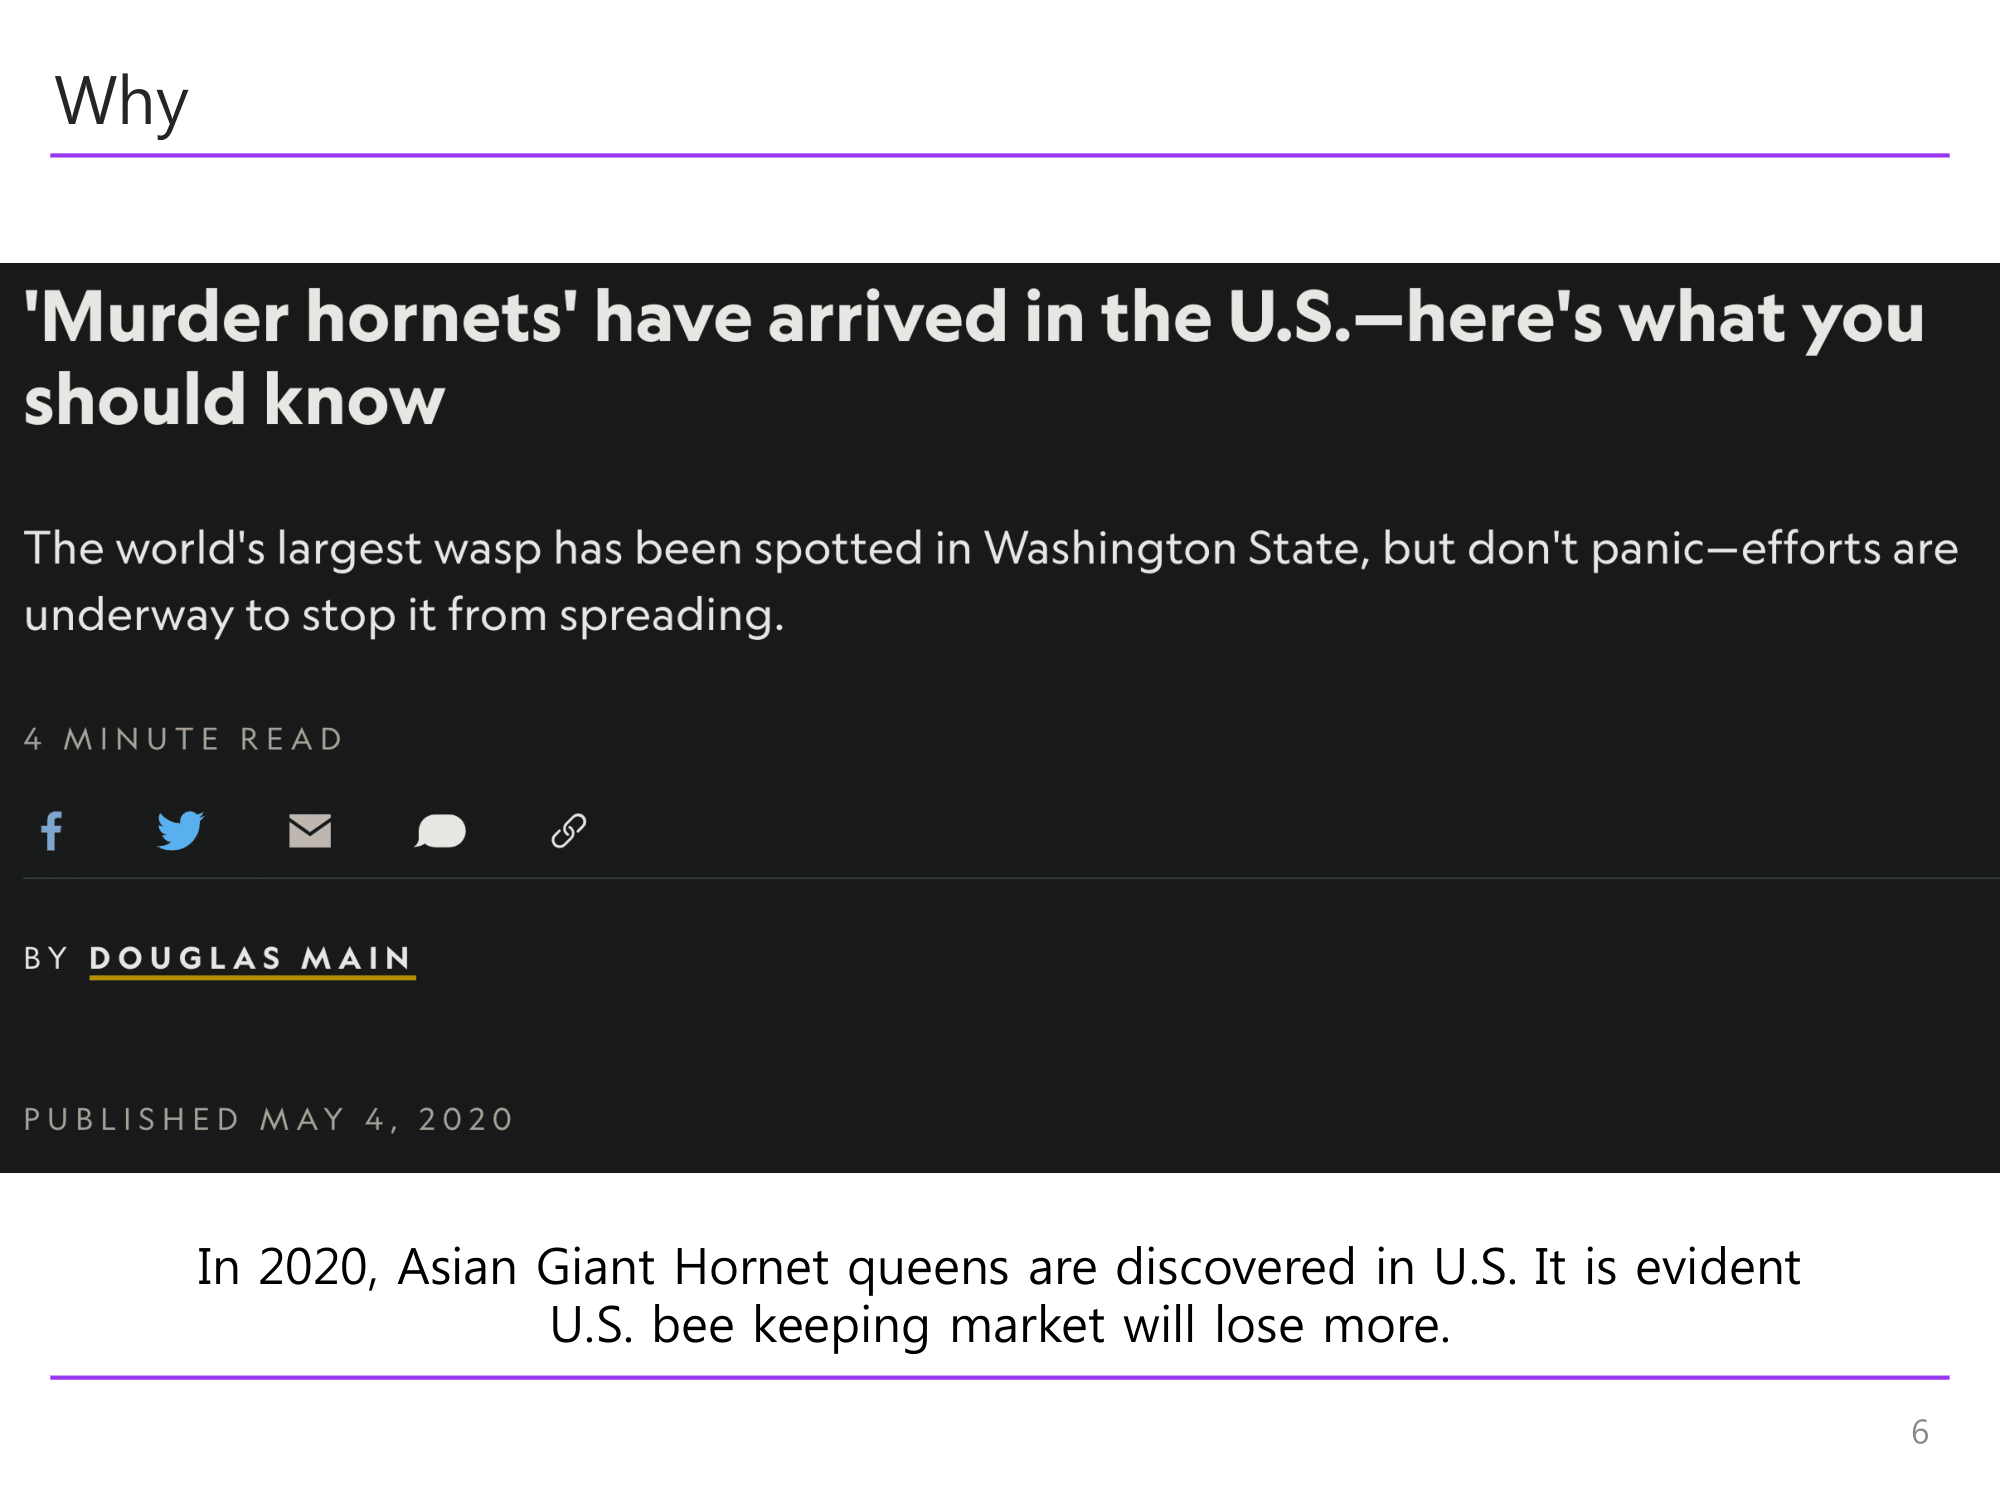 Why
'Murder hornets' have arrived in the U.S.—here's what you
should know
The world's largest wasp has been spotted in Washington State, but don't panic—efforts are
underway to stop it from spreading.
4 MINUTE READ
BY DOUGLAS MAIN
PUBLISHED MAY 4, 2020
In 2020, Asian Giant Hornet queens are discovered in U.S. It is evident
U.S. bee keeping market will lose more.
6